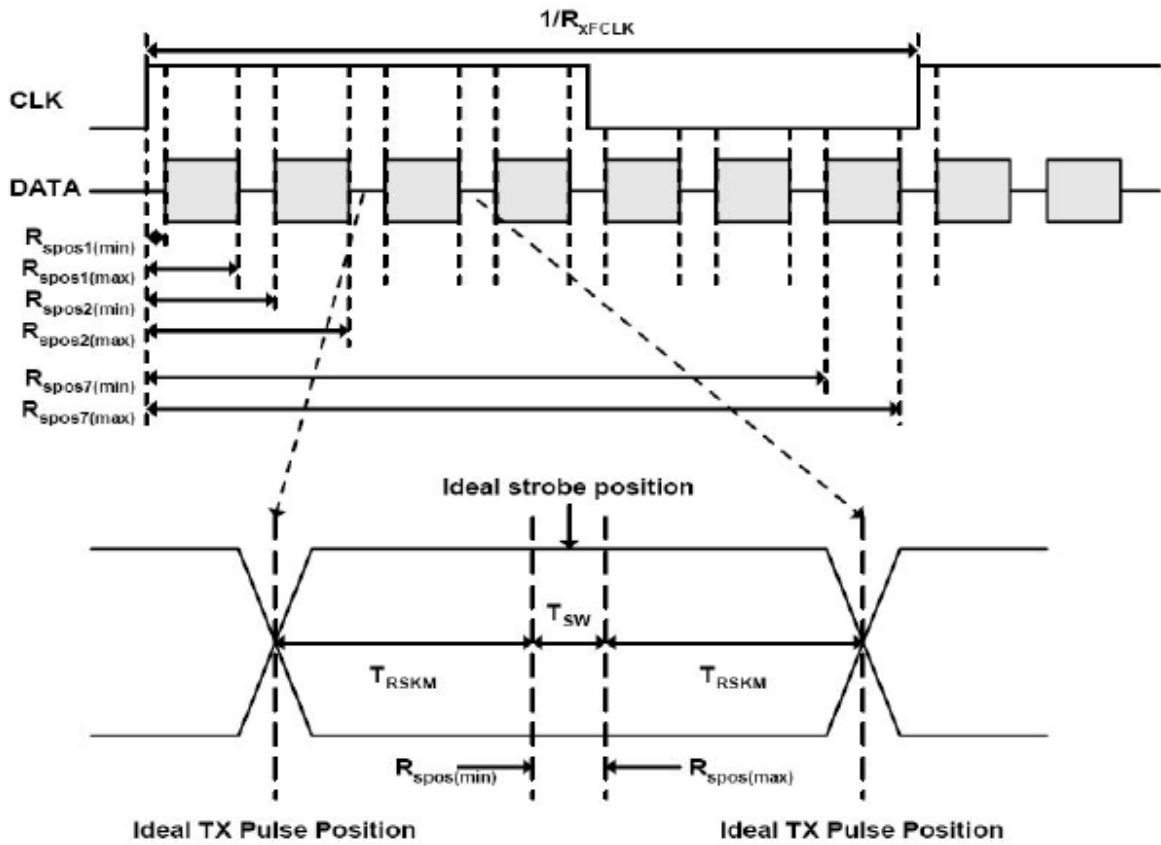 1/RxFCLK
CLK
DATA
Rspos1(min)
Rspos1(max)
Rspos2(min)
Rspos2(max)
Rspos7(min)
Rspos7(max)
Ideal strobe position
TSW
TRSKM
TRSKM
Rspos(min)
Rspos(max)
Ideal TX Pulse Position
Ideal TX Pulse Position